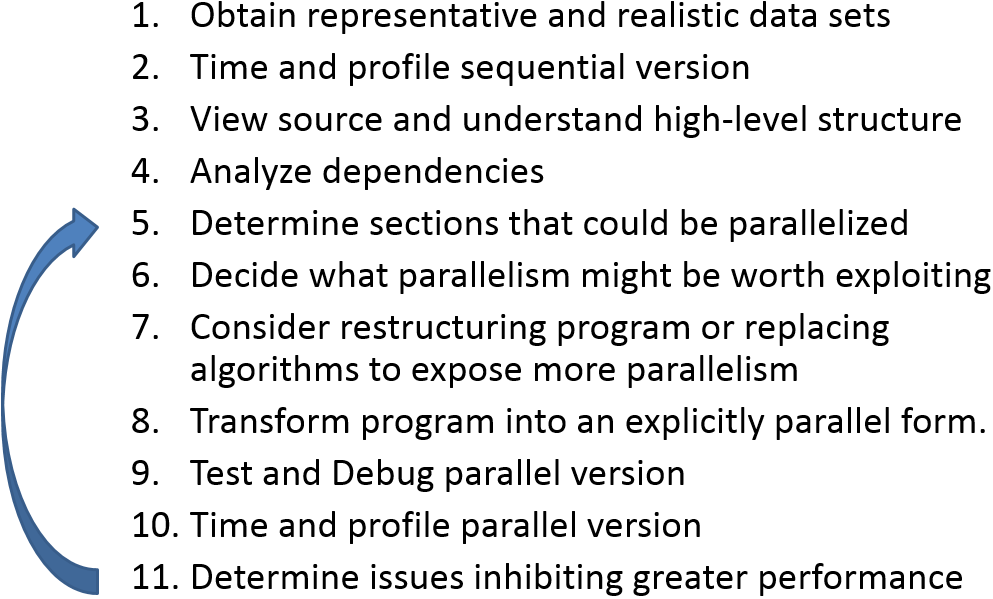 1. Obtain representative and realistic data sets
2. Time and profile sequential version
3. View source and understand high-level structure
4. Analyze dependencies
5. Determine sections that could be parallelized
6. Decide what parallelism might be worth exploiting
7. Consider restructuring program or replacing
algorithms to expose more parallelism
8. Transform program into an explicitly parallel form.
9. Test and Debug parallel version
10. Time and profile parallel version
11. Determine issues inhibiting greater performance